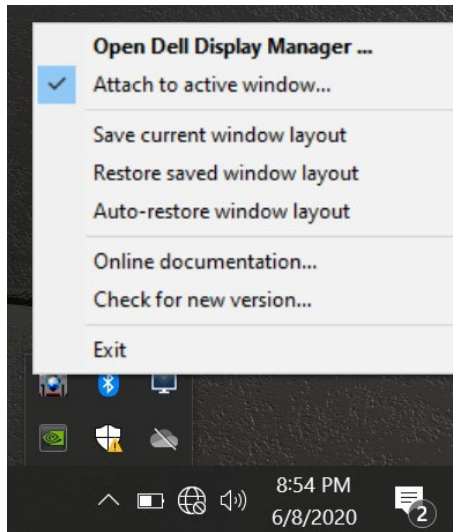 Open Dell Display Manager ...
Attach to active window...
Save current window layout
Restore saved window layout
Auto-restore window layout
Online documentation...
Check for new version...
Exit
8:54 PM
6/8/2020
2